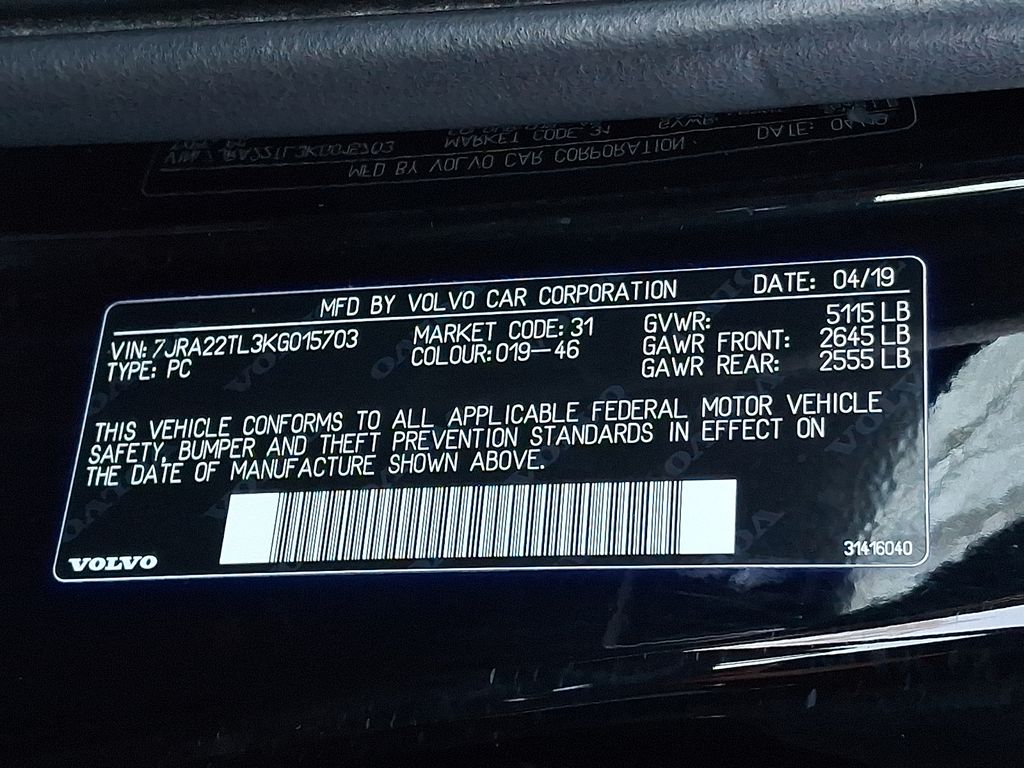 MFD BY VOLVO CAR CORPORATION DATE: 04/19
VIN: 7JRA22TL3KG015703 MARKET CODE: 31 GVWR: 5115 LB
TYPE: PC COLOUR: 019-46 GAWR FRONT: 2645 LB
GAWR REAR: 2555 LB
THIS VEHICLE CONFORMS TO ALL APPLICABLE FEDERAL MOTOR VEHICLE
SAFETY, BUMPER AND THEFT PREVENTION STANDARDS IN EFFECT ON
THE DATE OF MANUFACTURE SHOWN ABOVE.
VOLVO
31416040